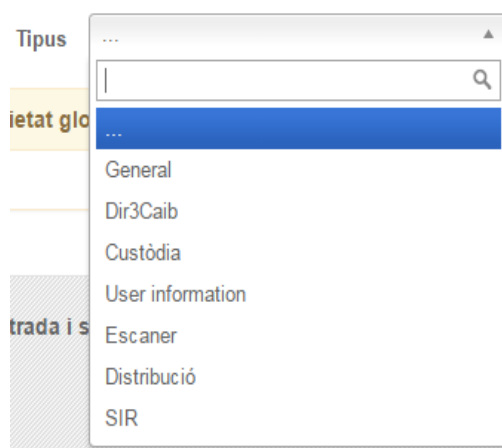 Tipus ...
...
ietat glo
General
Dir3Caib
Custòdia
User information
trada i s
Escaner
Distribució
SIR